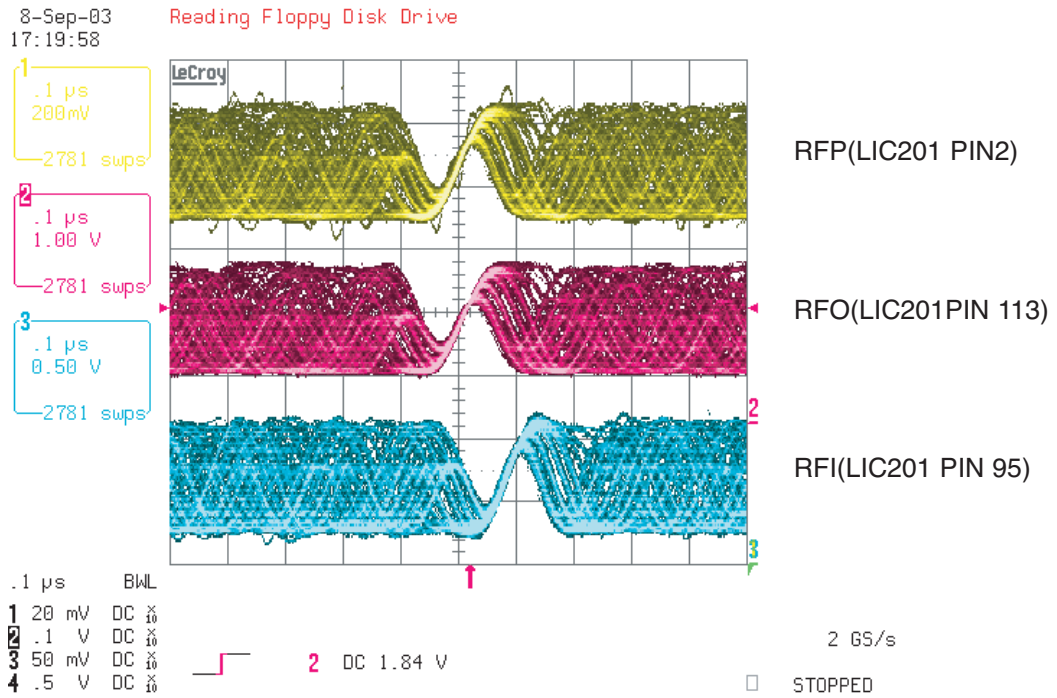 8-Sep-03
17:19:58
Reading Floppy Disk Drive
LeCroy
1
.1 µs
200mV
2781 swps
RFP(LIC201 PIN2)
2
.1 µs
1.00 V
2781 swps
RFO(LIC201PIN 113)
3
.1 µs
0.50 V
2781 swps
2
RFI(LIC201 PIN 95)
3
.1 µs BWL
1 20 mV DC X10
2 .1 V DC X10
3 50 mV DC X10
4 .5 V DC X10
2 DC 1.84 V
2 GS/s
STOPPED